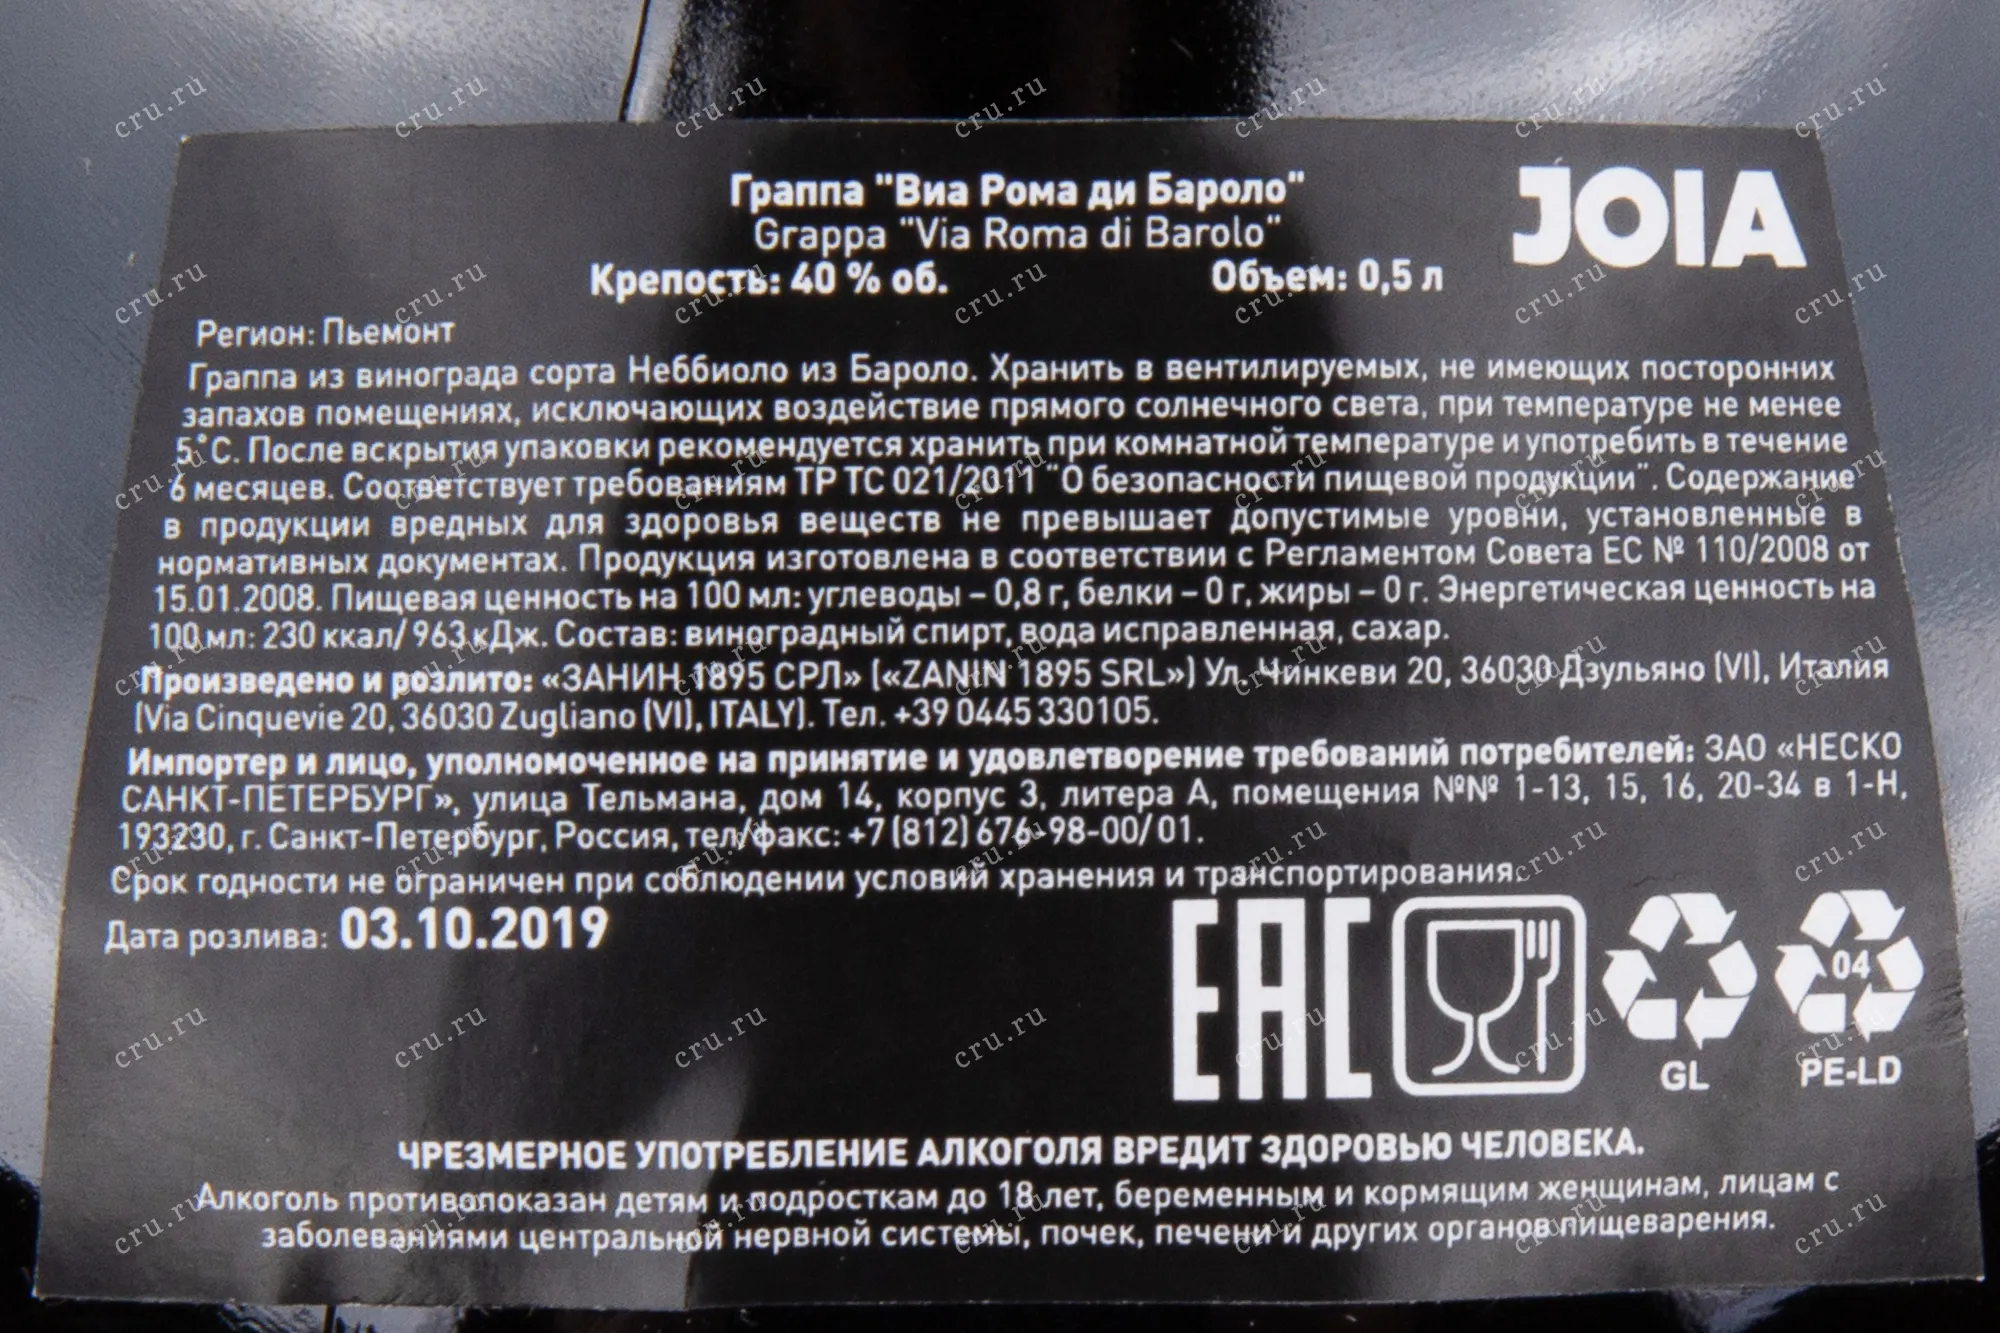 Граппа "Виа Рома ди Бароло"
Grappa "Via Roma di Barolo"
JOIA
Крепость: 40 % об. Объем: 0,5 л
Регион: Пьемонт
Граппа из винограда сорта Неббиоло из Бароло. Хранить в вентилируемых, не имеющих посторонних
запахов помещениях, исключающих воздействие прямого солнечного света, при температуре не менее
5°С. После вскрытия упаковки рекомендуется хранить при комнатной температуре и употребить в течение
6 месяцев. Соответствует требованиям ТР ТС 021/2011 "О безопасности пищевой продукции". Содержание
в продукции вредных для здоровья веществ не превышает допустимые уровни, установленные в
нормативных документах. Продукция изготовлена в соответствии с Регламентом Совета ЕС № 110/2008 от
15.01.2008. Пищевая ценность на 100 мл: углеводы – 0,8 г, белки – 0 г, жиры – 0 г. Энергетическая ценность на
100 мл: 230 ккал/ 963 кДж. Состав: виноградный спирт, вода исправленная, сахар.
Произведено и розлито: «ЗАНИН 1895 СРЛ» («ZANIN 1895 SRL») Ул. Чинкеви 20, 36030 Дзульяно (VI), Италия
(Via Cinquevie 20, 36030 Zugliano (VI), ITALY). Тел. +39 0445 330105.
Импортер и лицо, уполномоченное на принятие и удовлетворение требований потребителей: ЗАО «НЕСКО
САНКТ-ПЕТЕРБУРГ», улица Тельмана, дом 14, корпус 3, литера А, помещения №№ 1-13, 15, 16, 20-34 в 1-Н,
193230, г. Санкт-Петербург, Россия, тел/факс: +7 (812) 676-98-00/ 01.
Срок годности не ограничен при соблюдении условий хранения и транспортирования.
Дата розлива: 03.10.2019
EAC
04
GL
PE-LD
ЧРЕЗМЕРНОЕ УПОТРЕБЛЕНИЕ АЛКОГОЛЯ ВРЕДИТ ЗДОРОВЬЮ ЧЕЛОВЕКА.
Алкоголь противопоказан детям и подросткам до 18 лет, беременным и кормящим женщинам, лицам с
заболеваниями центральной нервной системы, почек, печени и других органов пищеварения.
cru.ru